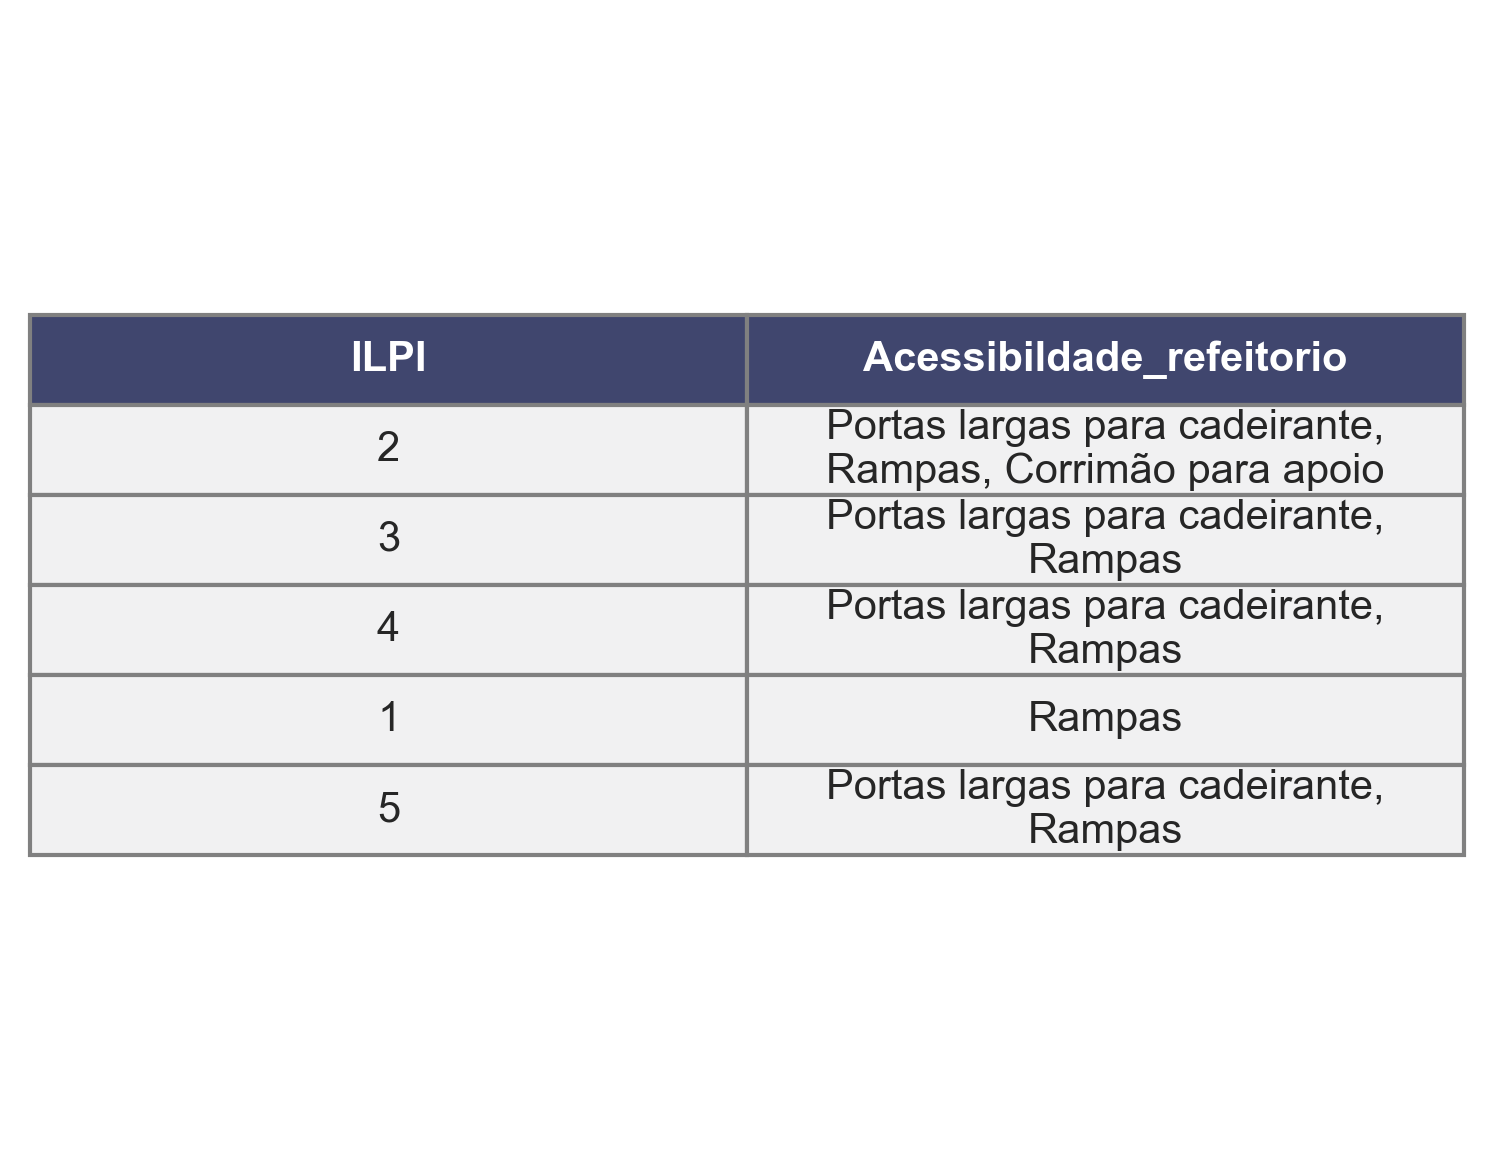 ILPI Acessibildade_refeitorio
2 Portas largas para cadeirante,
Rampas, Corrimão para apoio
3 Portas largas para cadeirante,
Rampas
4 Portas largas para cadeirante,
Rampas
1 Rampas
5 Portas largas para cadeirante,
Rampas